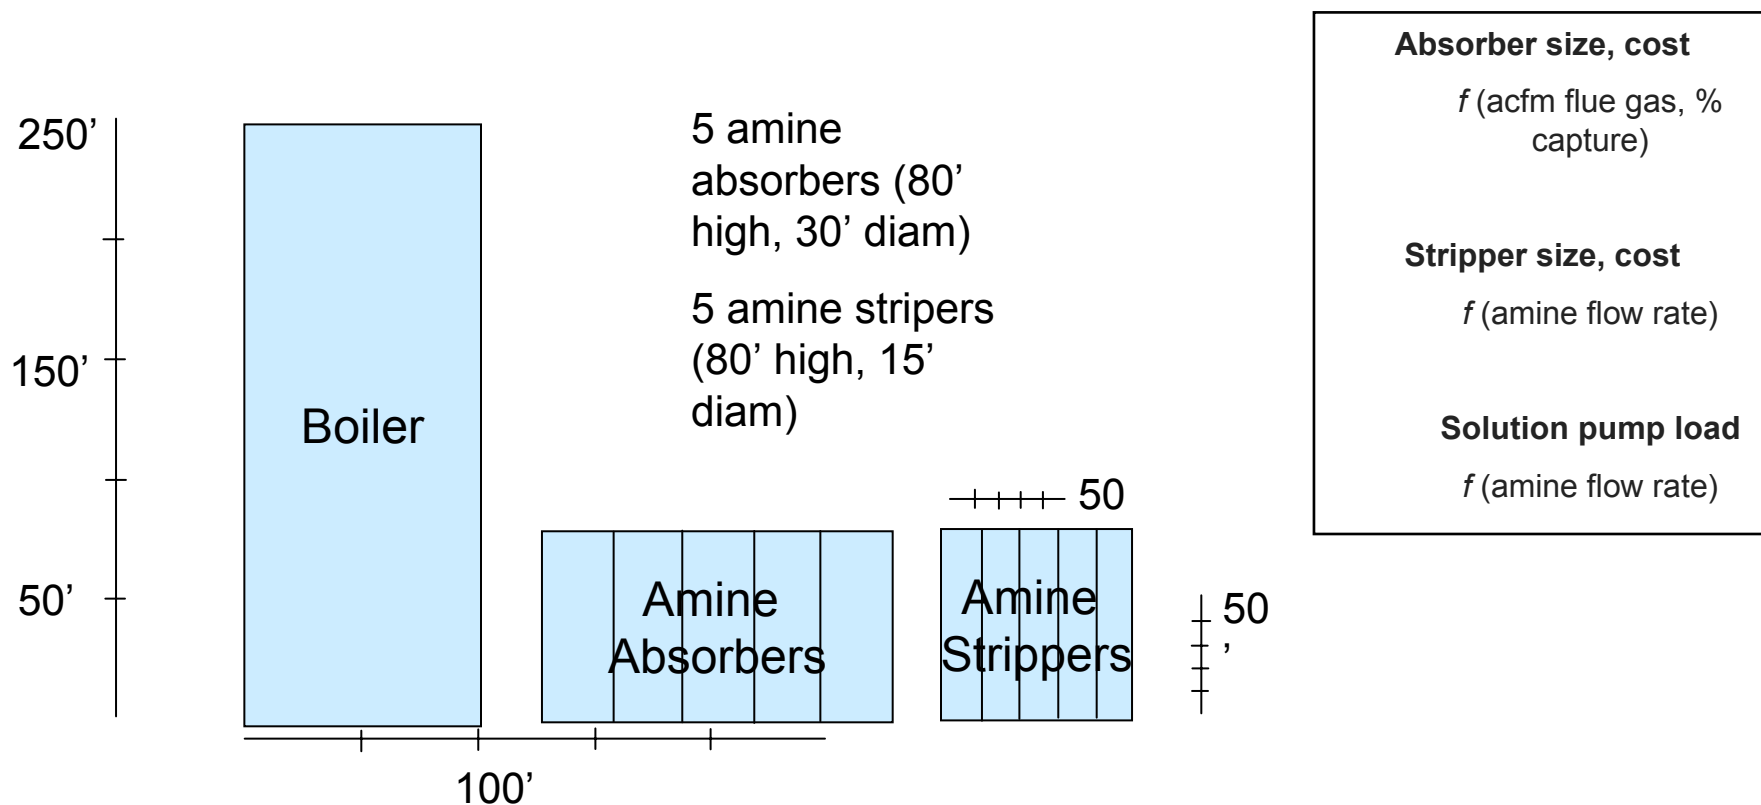 250’
150’
50’
Boiler
100’
5 amine
absorbers (80’
high, 30’ diam)
5 amine stripers
(80’ high, 15’
diam)
Amine
Absorbers
50
Amine
Strippers
50
’
Absorber size, cost
f (acfm flue gas, %
capture)
Stripper size, cost
f (amine flow rate)
Solution pump load
f (amine flow rate)